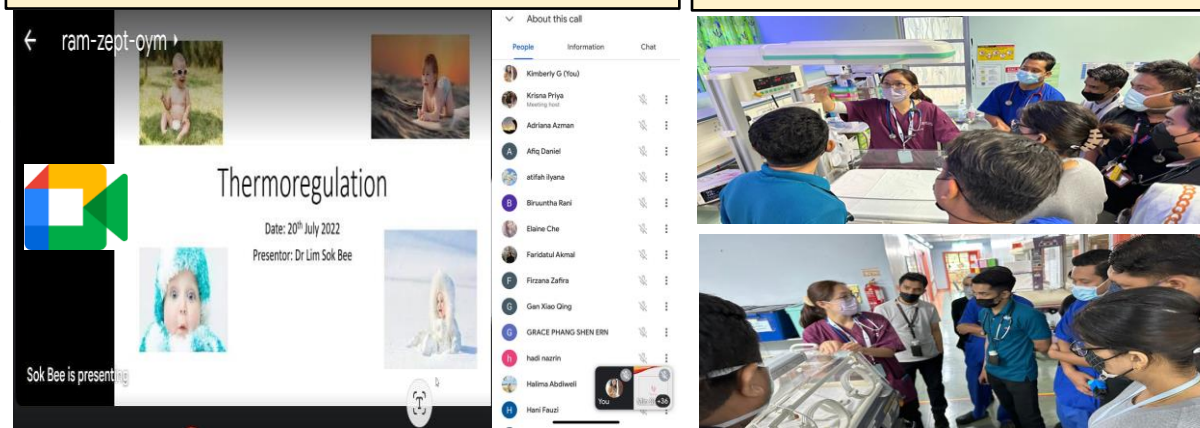 ram-zept-oym
Thermoregulation
Date: 20th July 2022
Presentor: Dr Lim Sok Bee
Sok Bee is presenting
About this call
People
Information
Chat
Kimberly G (You)
Krisna Priya
Meeting host
Adriana Azman
Afiq Daniel
atifah ilyana
Biruuntha Rani
Elaine Che
Faridatul Akmal
Firzana Zafira
Gan Xiao Qing
GRACE PHANG SHEN ERN
hadi nazrin
Halima Abdiweli
Hani Fauzi
A
B
F
G
G
h
H
You
+36